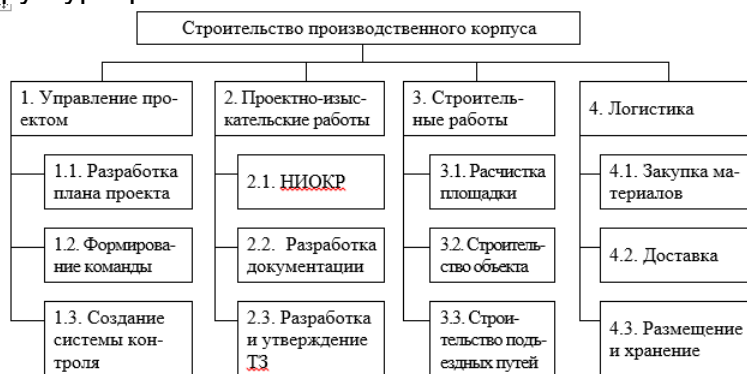 Строительство производственного корпуса
1. Управление про-
ектом
2. Проектно-изыс-
кательские работы
3. Строитель-
ные работы
4. Логистика
1.1. Разработка
плана проекта
2.1. НИОКР
3.1. Расчистка
площадки
4.1. Закупка ма-
териалов
1.2. Формирова-
ние команды
2.2. Разработка
документации
3.2. Строитель-
ство объекта
4.2. Доставка
1.3. Создание
системы кон-
троля
2.3. Разработка
и утверждение
ТЗ
3.3. Строи-
тельство подъ-
ездных путей
4.3. Размещение
и хранение